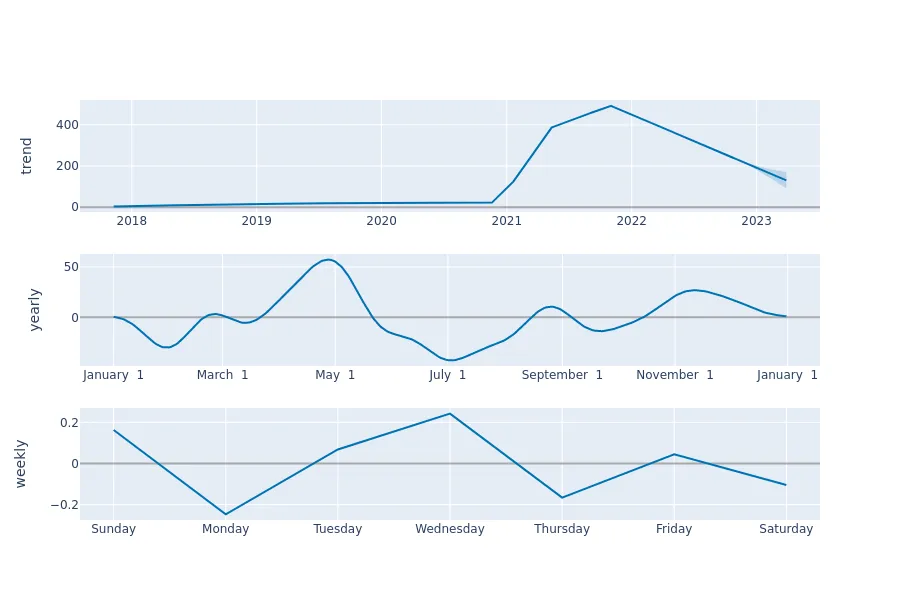 trend
400
200
0
2018 2019 2020 2021 2022 2023
yearly
50
0
January 1 March 1 May 1 July 1 September 1 November 1 January 1
weekly
0.2
0
−0.2
Sunday Monday Tuesday Wednesday Thursday Friday Saturday